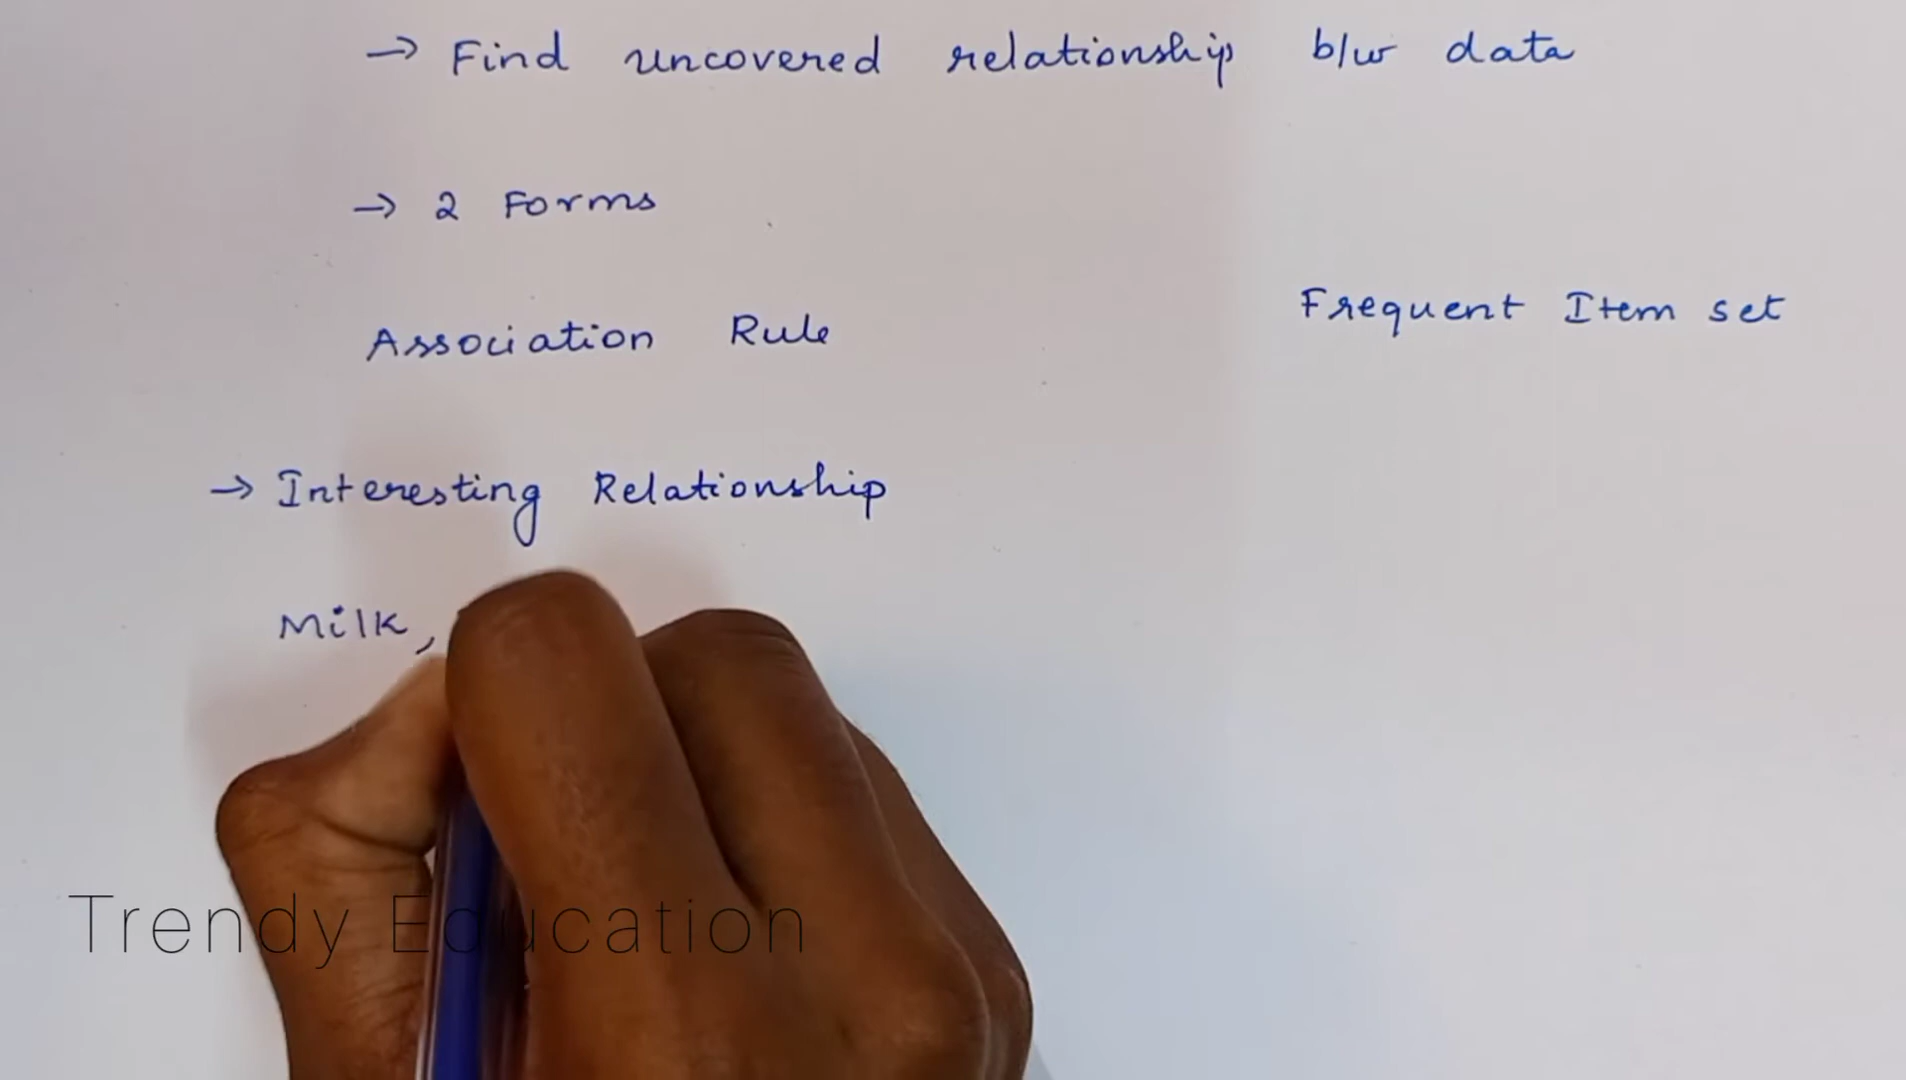 → Find uncovered relationship b/w data
→ 2 Forms
Association Rule
Frequent Item set
→ Interesting Relationship
Milk,
Trendy Education